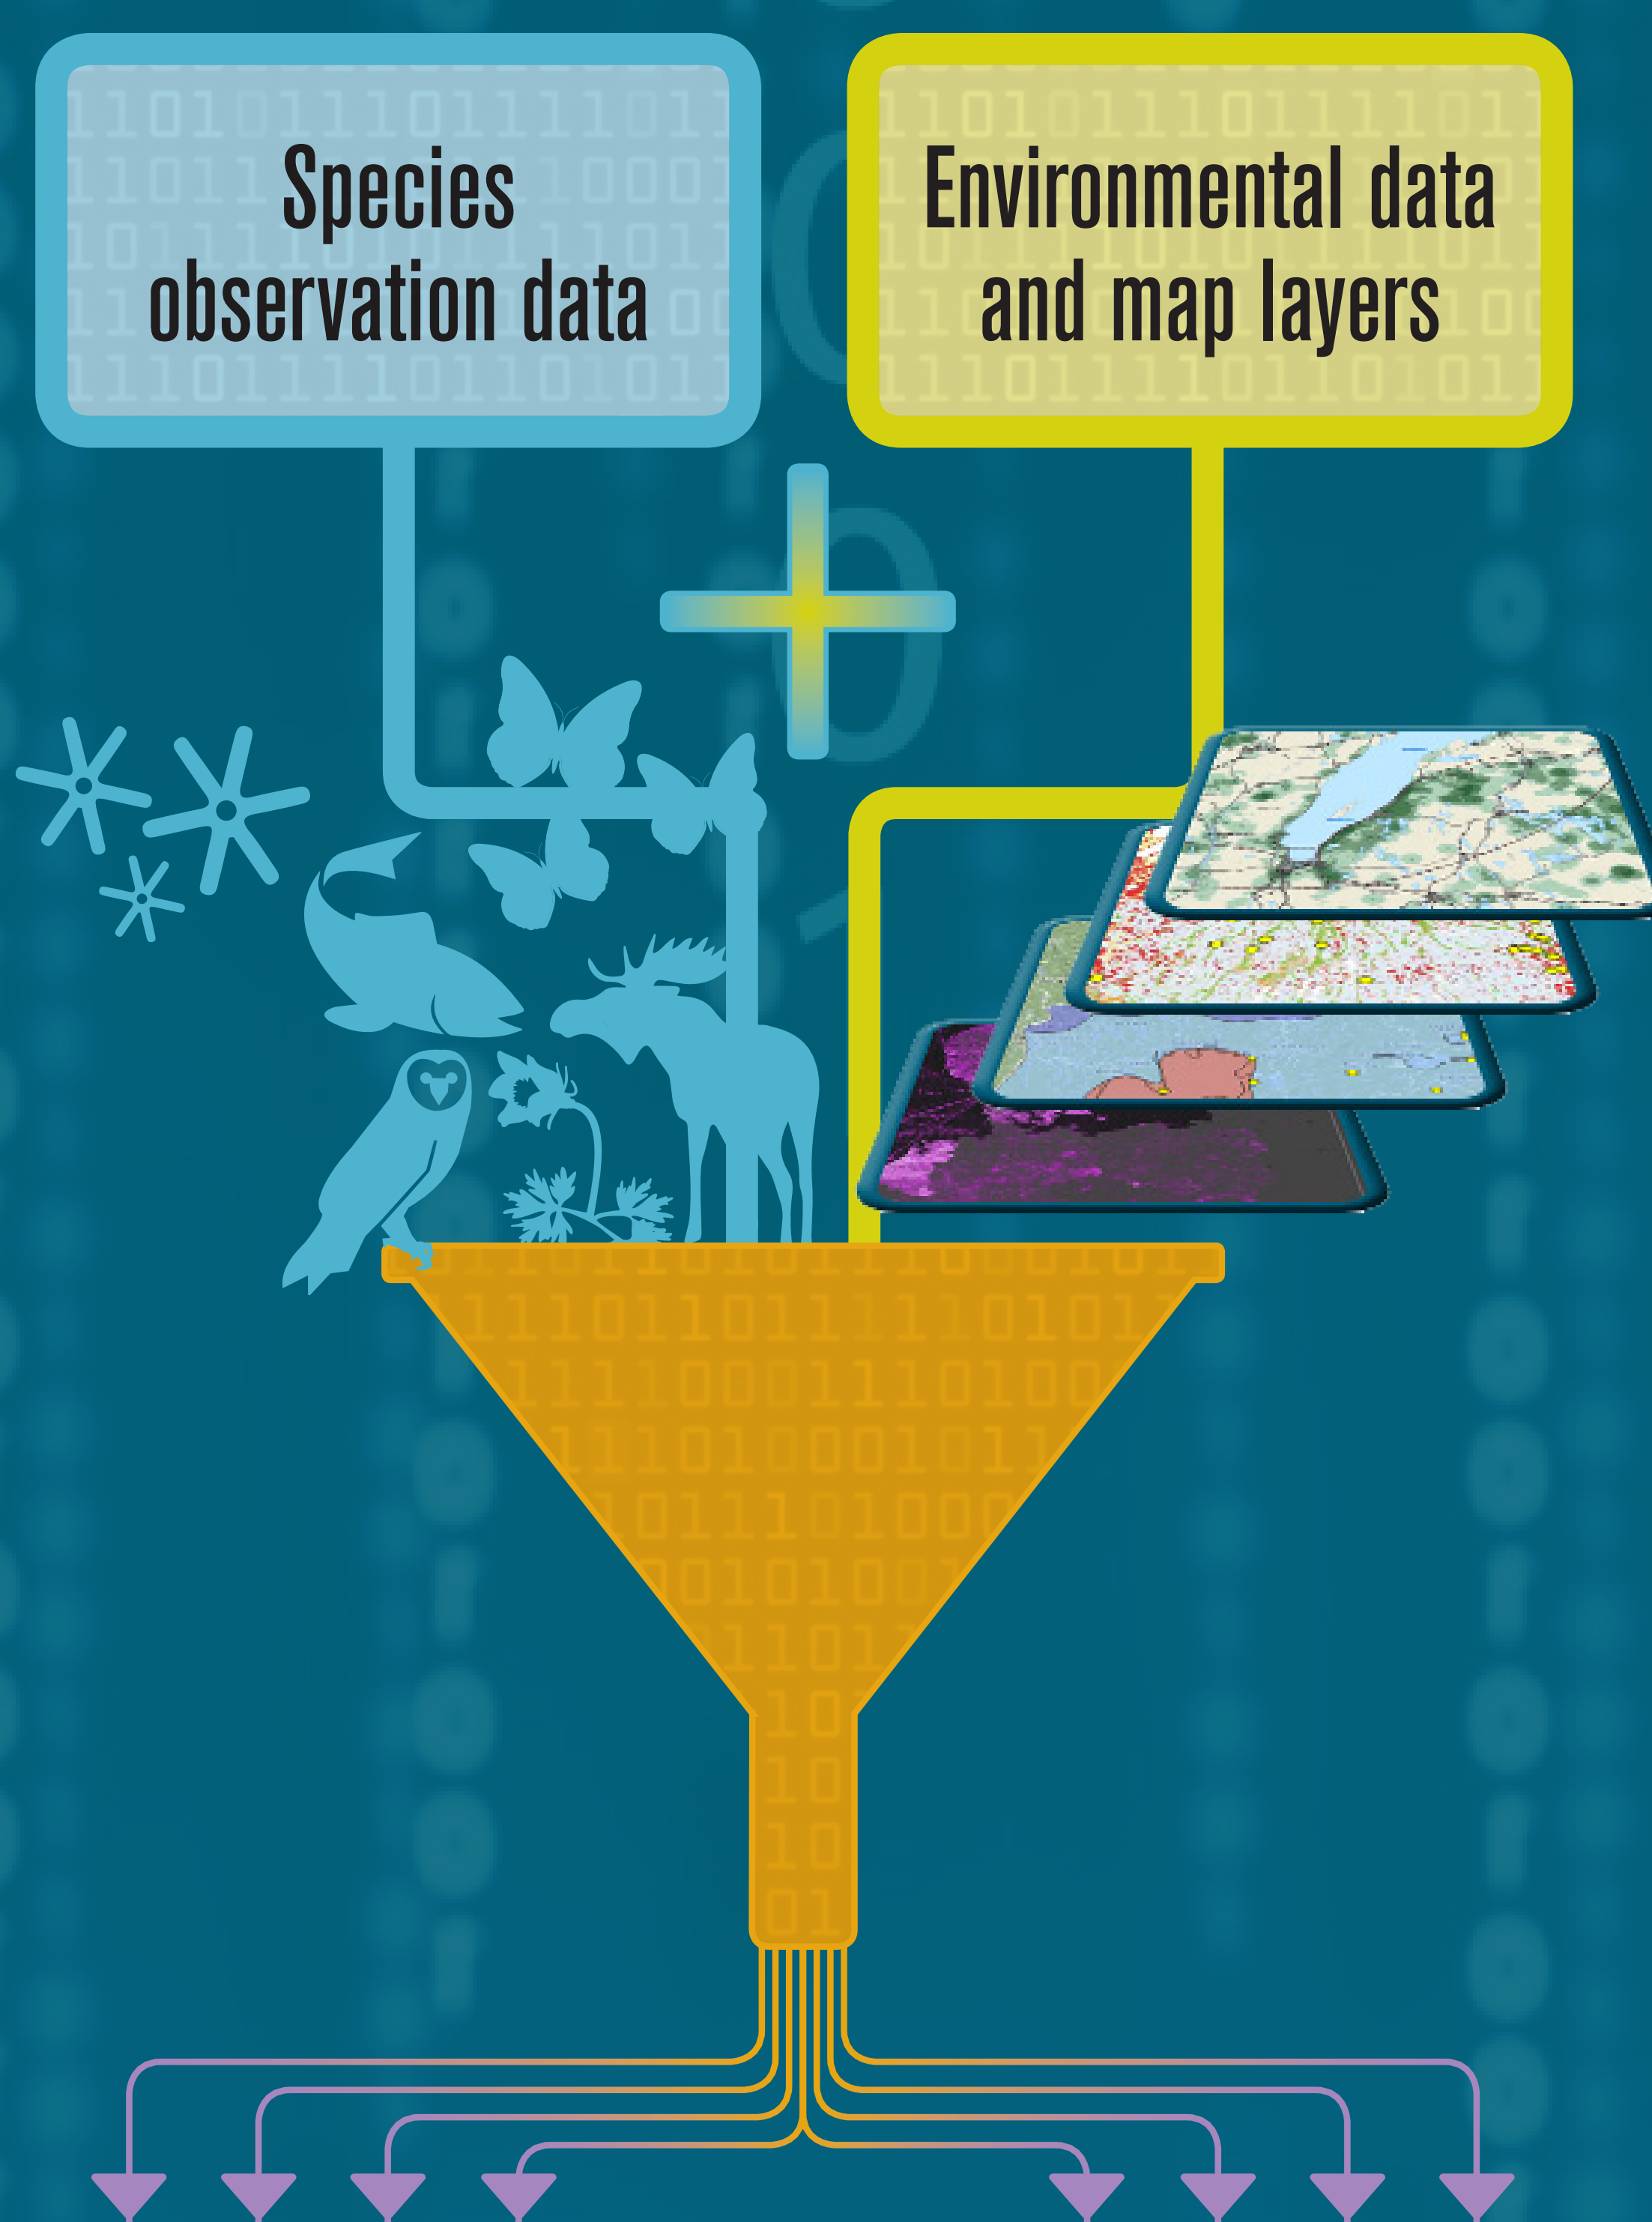 Species
observation data
Environmental data
and map layers